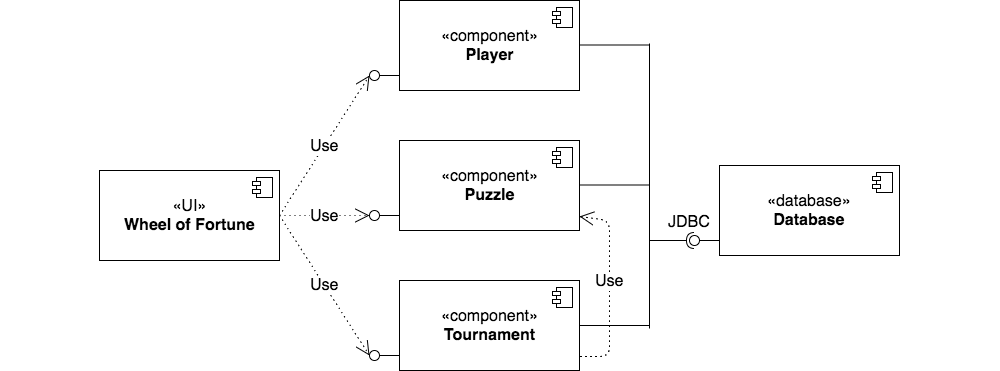 «component»
Player
Use
«component»
Puzzle
«UI»
Wheel of Fortune
Use
JDBC
«database»
Database
Use
Use
«component»
Tournament